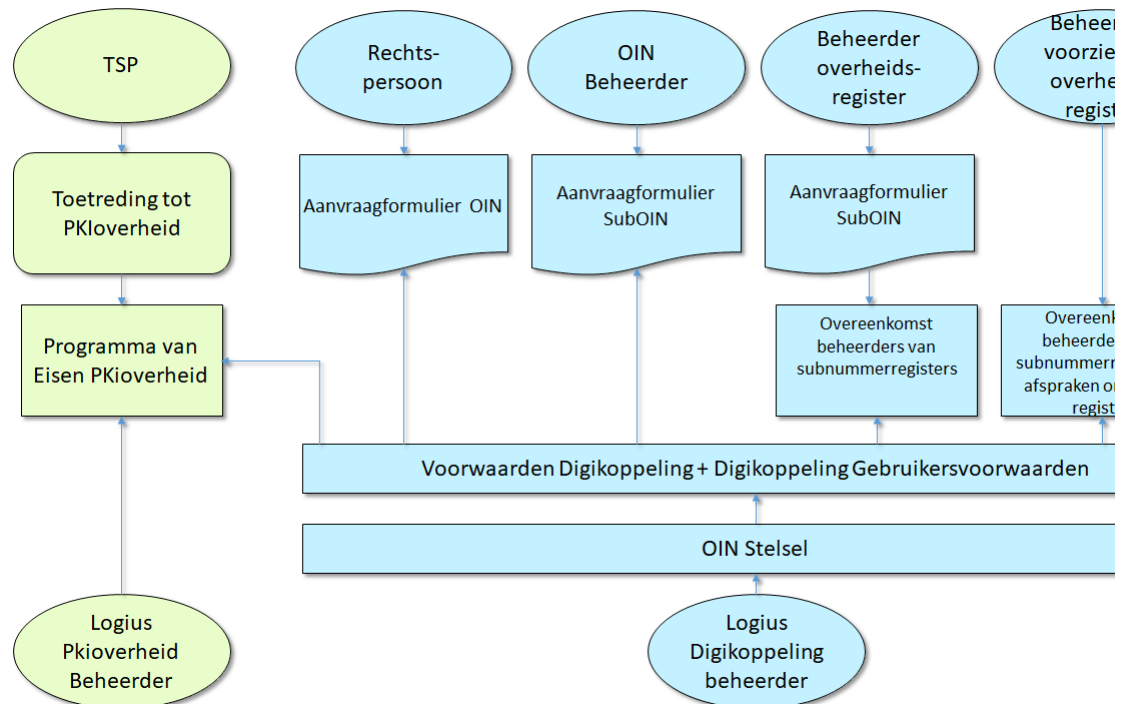 TSP
Rechts-
persoon
OIN
Beheerder
Beheerder
overheids-
register
Toetreding tot
PKIoverheid
Aanvraagformulier OIN
Aanvraagformulier
SubOIN
Aanvraagformulier
SubOIN
Programma van
Eisen PKioverheid
Overeenkomst
beheerders van
subnummerregisters
afspraken
Voorwaarden Digikoppeling + Digikoppeling Gebruikersvoorwaarden
OIN Stelsel
Logius
Pkioverheid
Beheerder
Logius
Digikoppeling
beheerder